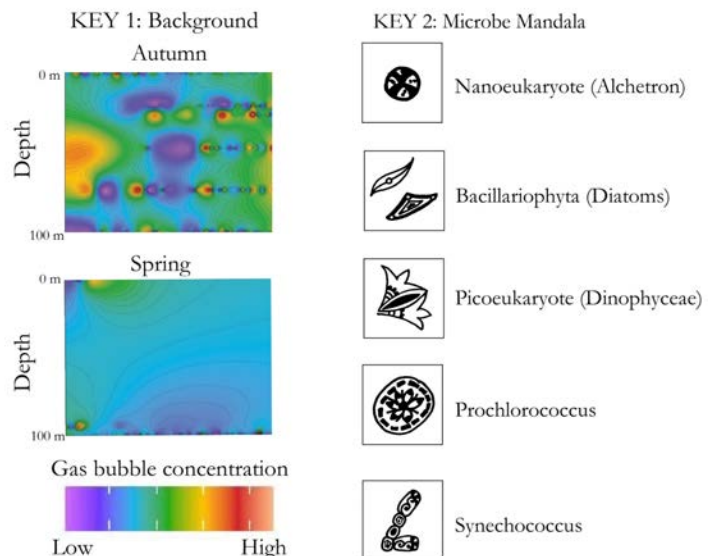 KEY 1: Background
Autumn
0 m
Depth
100 m
Spring
0 m
Depth
100 m
Gas bubble concentration
Low High
KEY 2: Microbe Mandala
Nanoeukaryote (Alchetron)
Bacillariophyta (Diatoms)
Picoeukaryote (Dinophyceae)
Prochlorococcus
Synechococcus